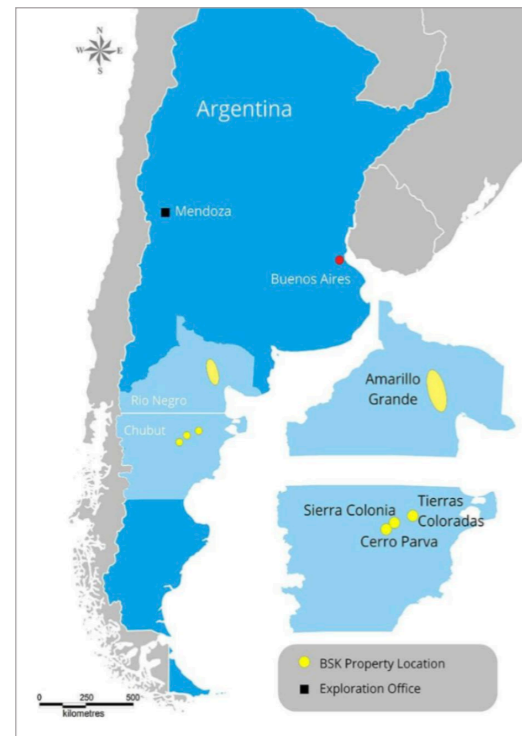 N
W E
S
Argentina
Mendoza
Buenos Aires
Rio Negro
Chubut
Amarillo
Grande
Sierra Colonia
Tierras
Coloradas
Cerro Parva
BSK Property Location
Exploration Office
0 250 500
kilometres